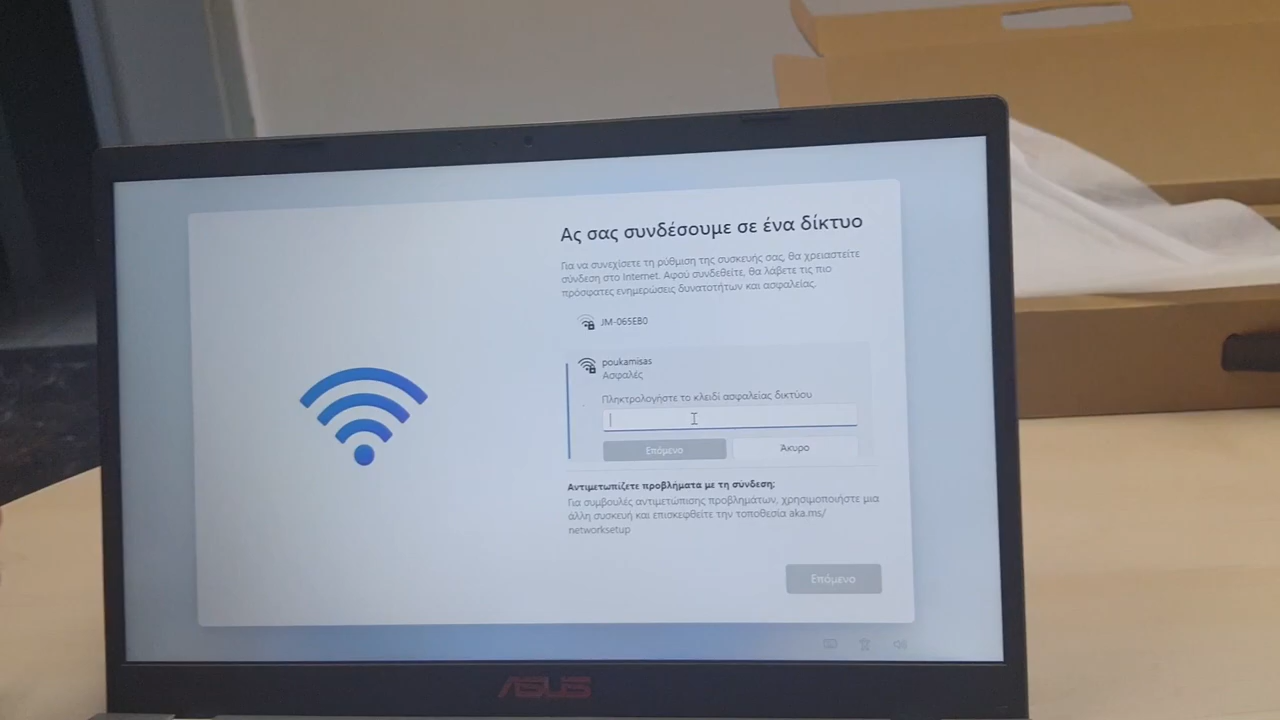 Ας σας συνδέσουμε σε ένα δίκτυο
Για να συνεχίσετε τη ρύθμιση της συσκευής σας, θα χρειαστείτε
σύνδεση στο Internet. Αφού συνδεθείτε, θα λάβετε τις πιο
πρόσφατες ενημερώσεις δυνατοτήτων και ασφαλείας.
JM-065EB0
poukamisas
Ασφαλές
Πληκτρολογήστε το κλειδί ασφαλείας δικτύου
Επόμενο
Άκυρο
Αντιμετωπίζετε προβλήματα με τη σύνδεση;
Για συμβουλές αντιμετώπισης προβλημάτων, χρησιμοποιήστε μια
άλλη συσκευή και επισκεφθείτε την τοποθεσία aka.ms/
networksetup
Επόμενο
ASUS